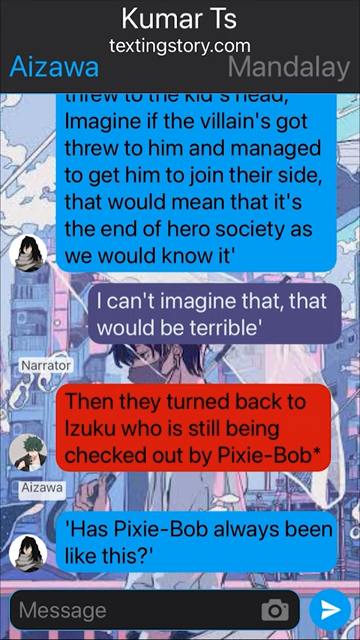 Kumar Ts
textingstory.com
Aizawa Mandalay
threw to the kid's head,
Imagine if the villain's got
threw to him and managed
to get him to join their side,
that would mean that it's
the end of hero society as
we would know it'
I can't imagine that, that
would be terrible'
Narrator
Then they turned back to
Izuku who is still being
checked out by Pixie-Bob*
Aizawa
'Has Pixie-Bob always been
like this?'
Message